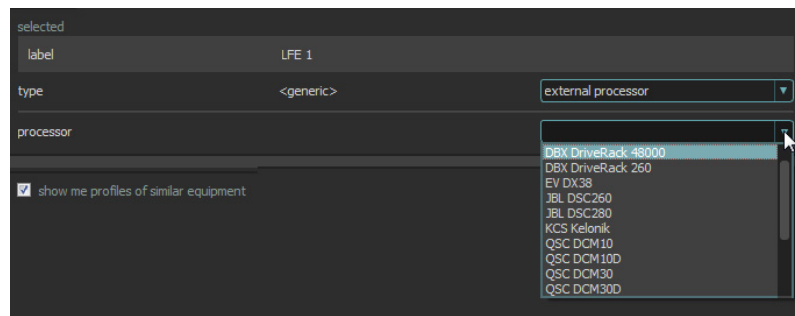 selected
label LFE 1
type <generic> external processor
processor
DBX DriveRack 48000
DBX DriveRack 260
EV DX38
JBL DSC260
JBL DSC280
KCS Kelonik
QSC DCM10
QSC DCM10D
QSC DCM30
QSC DCM30D
show me profiles of similar equipment